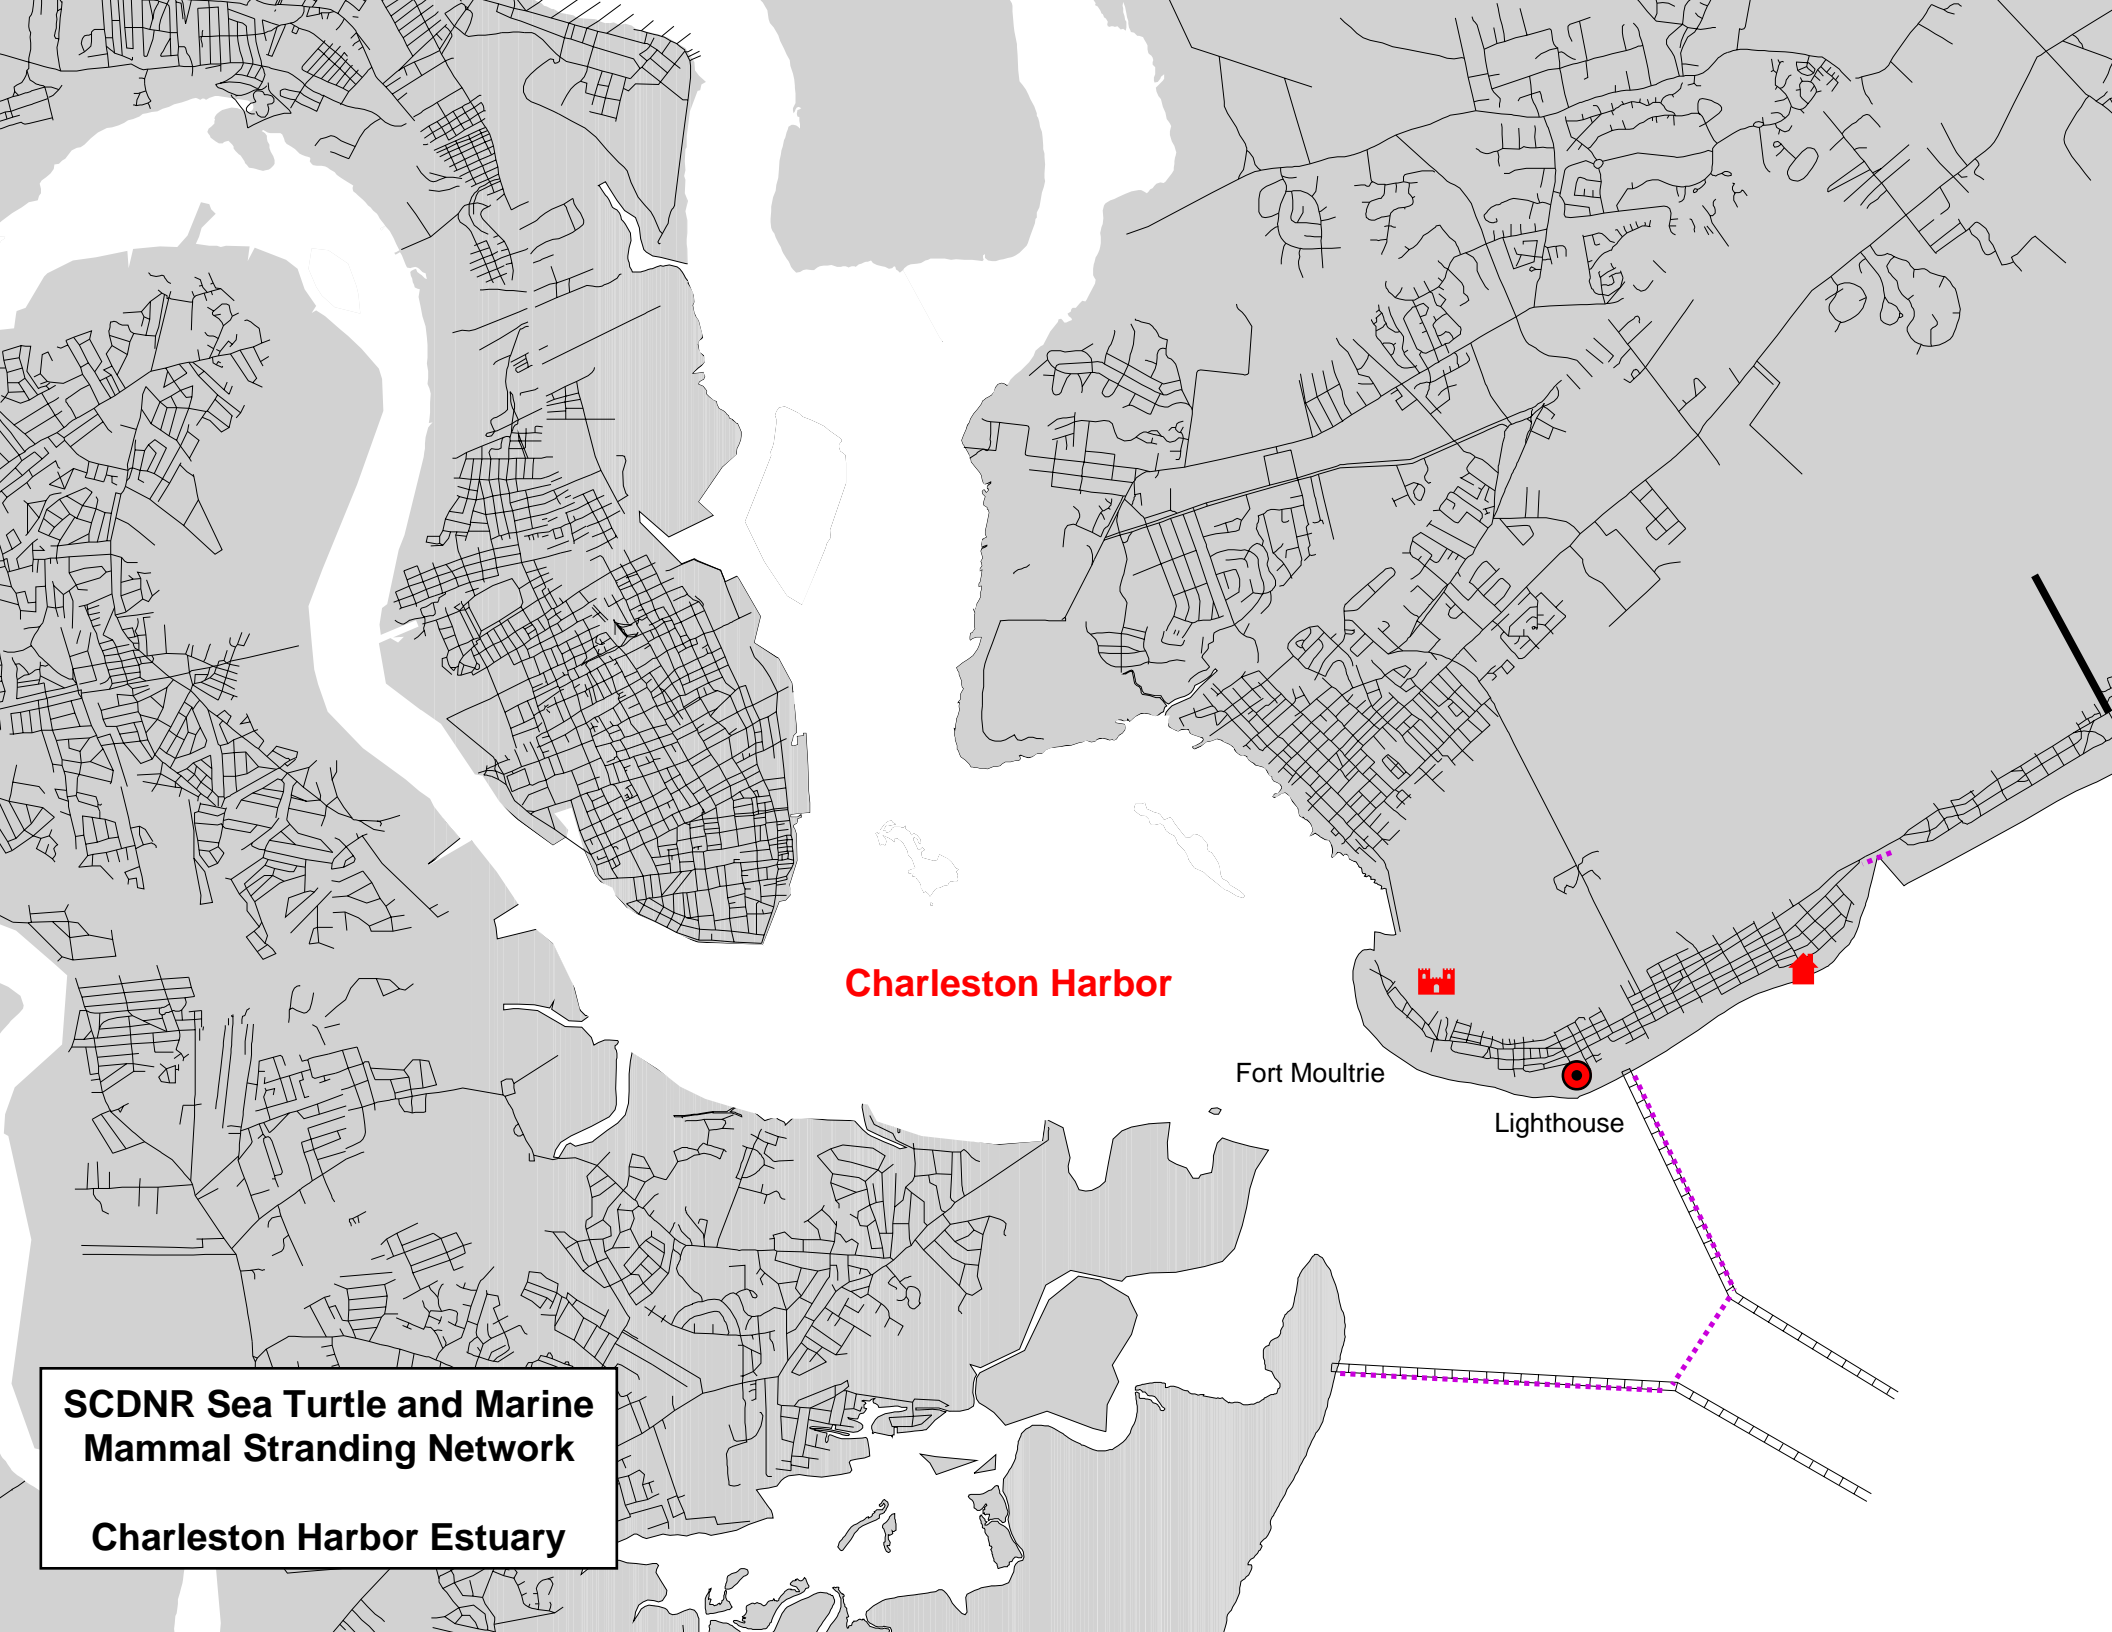 Charleston Harbor
Fort Moultrie
Lighthouse
SCDNR Sea Turtle and Marine
Mammal Stranding Network
Charleston Harbor Estuary